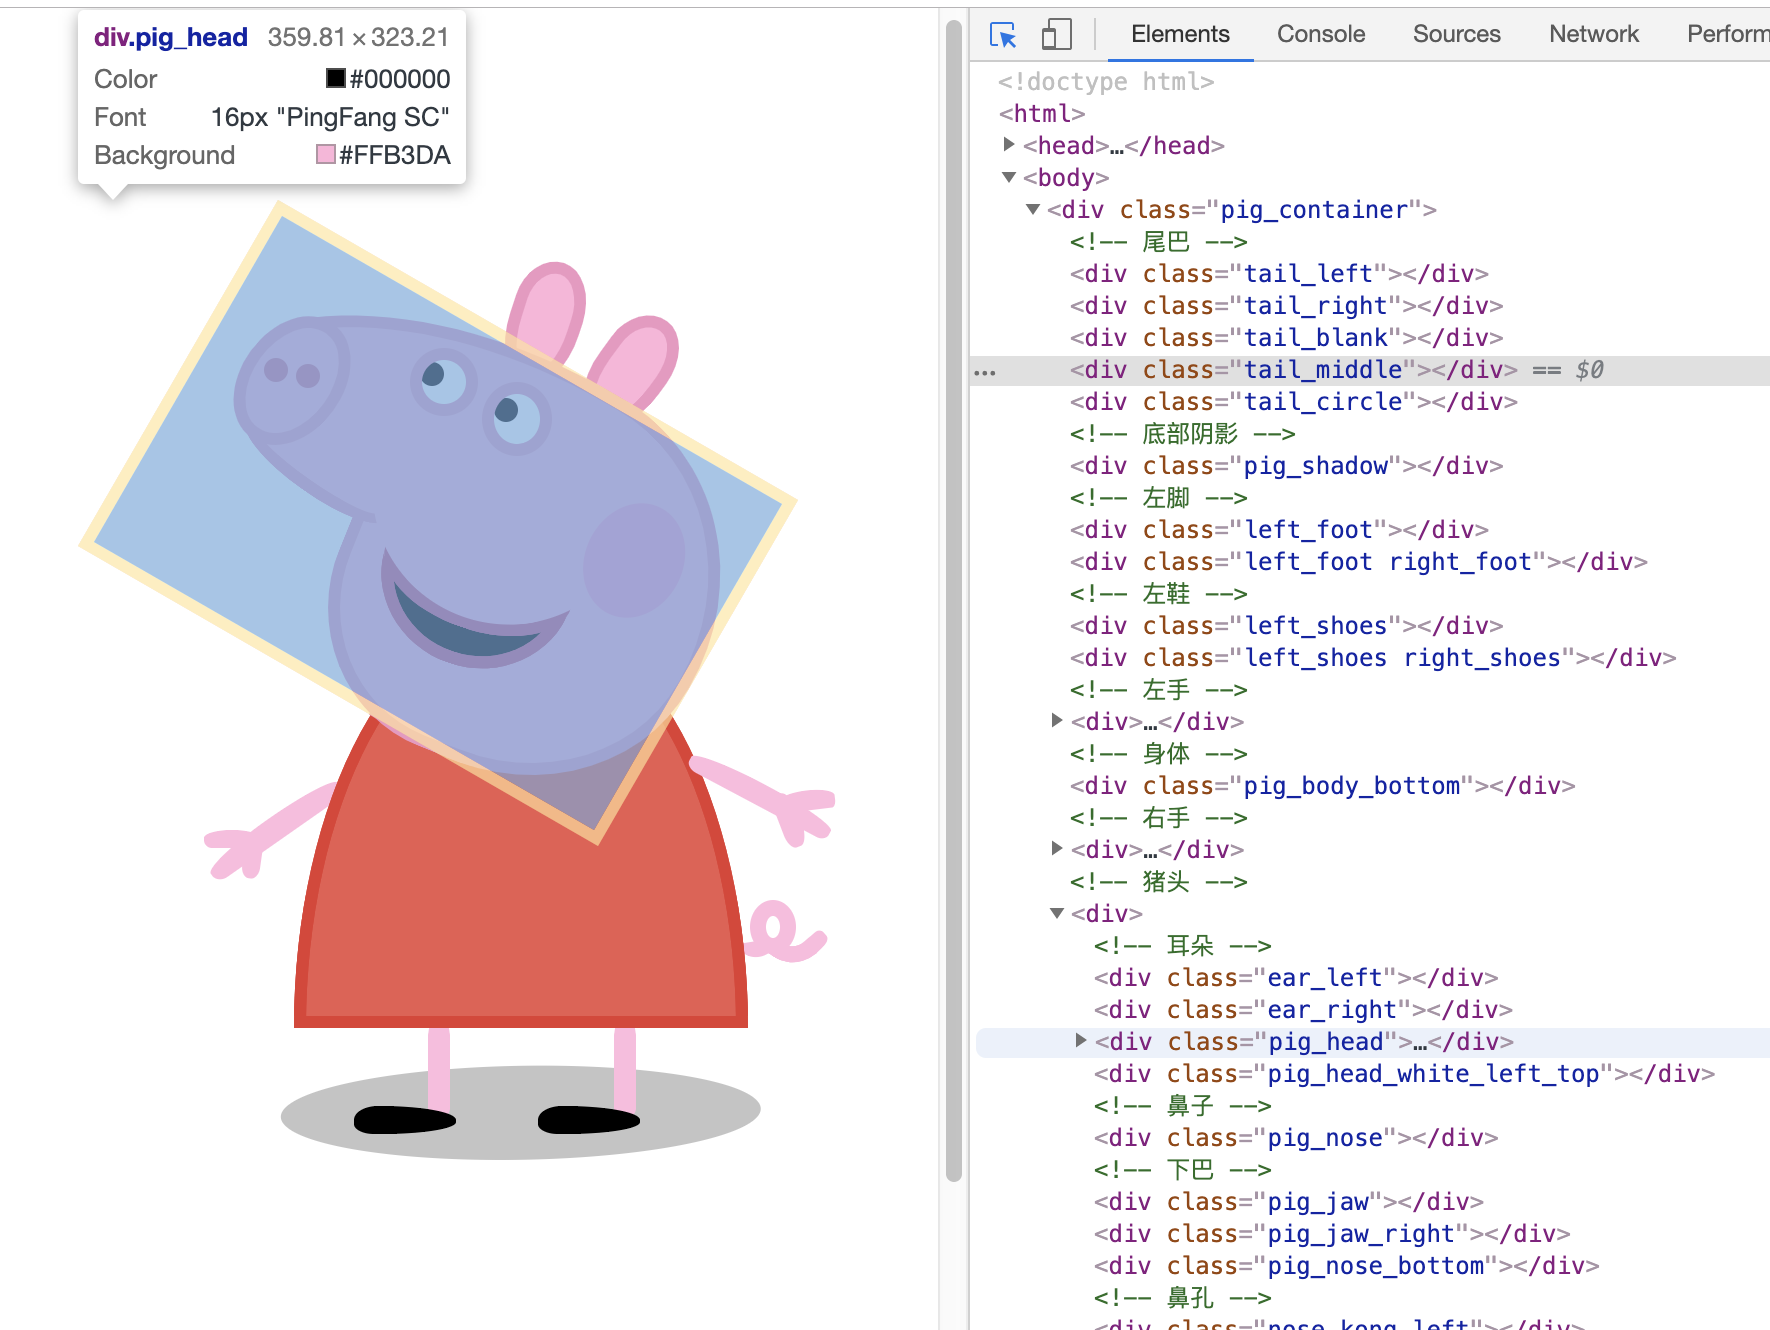 div.pig_head 359.81 × 323.21
Color #000000
Font 16px "PingFang SC"
Background #FFB3DA
Elements Console Sources Network Perform
<!doctype html>
<html>
<head>…</head>
<body>
<div class="pig_container">
<!-- 尾巴 -->
<div class="tail_left"></div>
<div class="tail_right"></div>
<div class="tail_blank"></div>
… <div class="tail_middle"></div> == $0
<div class="tail_circle"></div>
<!-- 底部阴影 -->
<div class="pig_shadow"></div>
<!-- 左脚 -->
<div class="left_foot"></div>
<div class="left_foot right_foot"></div>
<!-- 左鞋 -->
<div class="left_shoes"></div>
<div class="left_shoes right_shoes"></div>
<!-- 左手 -->
<div>…</div>
<!-- 身体 -->
<div class="pig_body_bottom"></div>
<!-- 右手 -->
<div>…</div>
<!-- 猪头 -->
<div>
<!-- 耳朵 -->
<div class="ear_left"></div>
<div class="ear_right"></div>
<div class="pig_head">…</div>
<div class="pig_head_white_left_top"></div>
<!-- 鼻子 -->
<div class="pig_nose"></div>
<!-- 下巴 -->
<div class="pig_jaw"></div>
<div class="pig_jaw_right"></div>
<div class="pig_nose_bottom"></div>
<!-- 鼻孔 -->
<div class="nose_kong_left"></div>